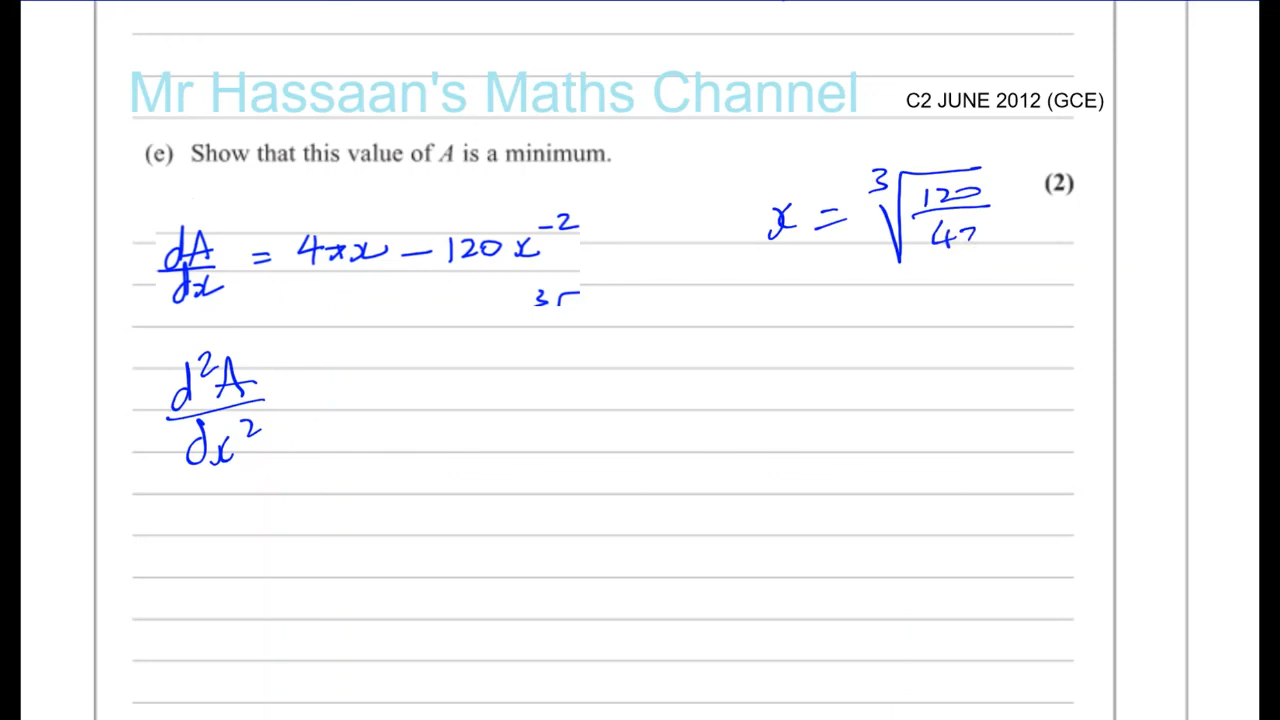 Mr Hassaan's Maths Channel
C2 JUNE 2012 (GCE)
(e) Show that this value of A is a minimum.
(2)
x = ∛(120/4π)
dA/dx = 4πx − 120x⁻²
3
d²A/dx²